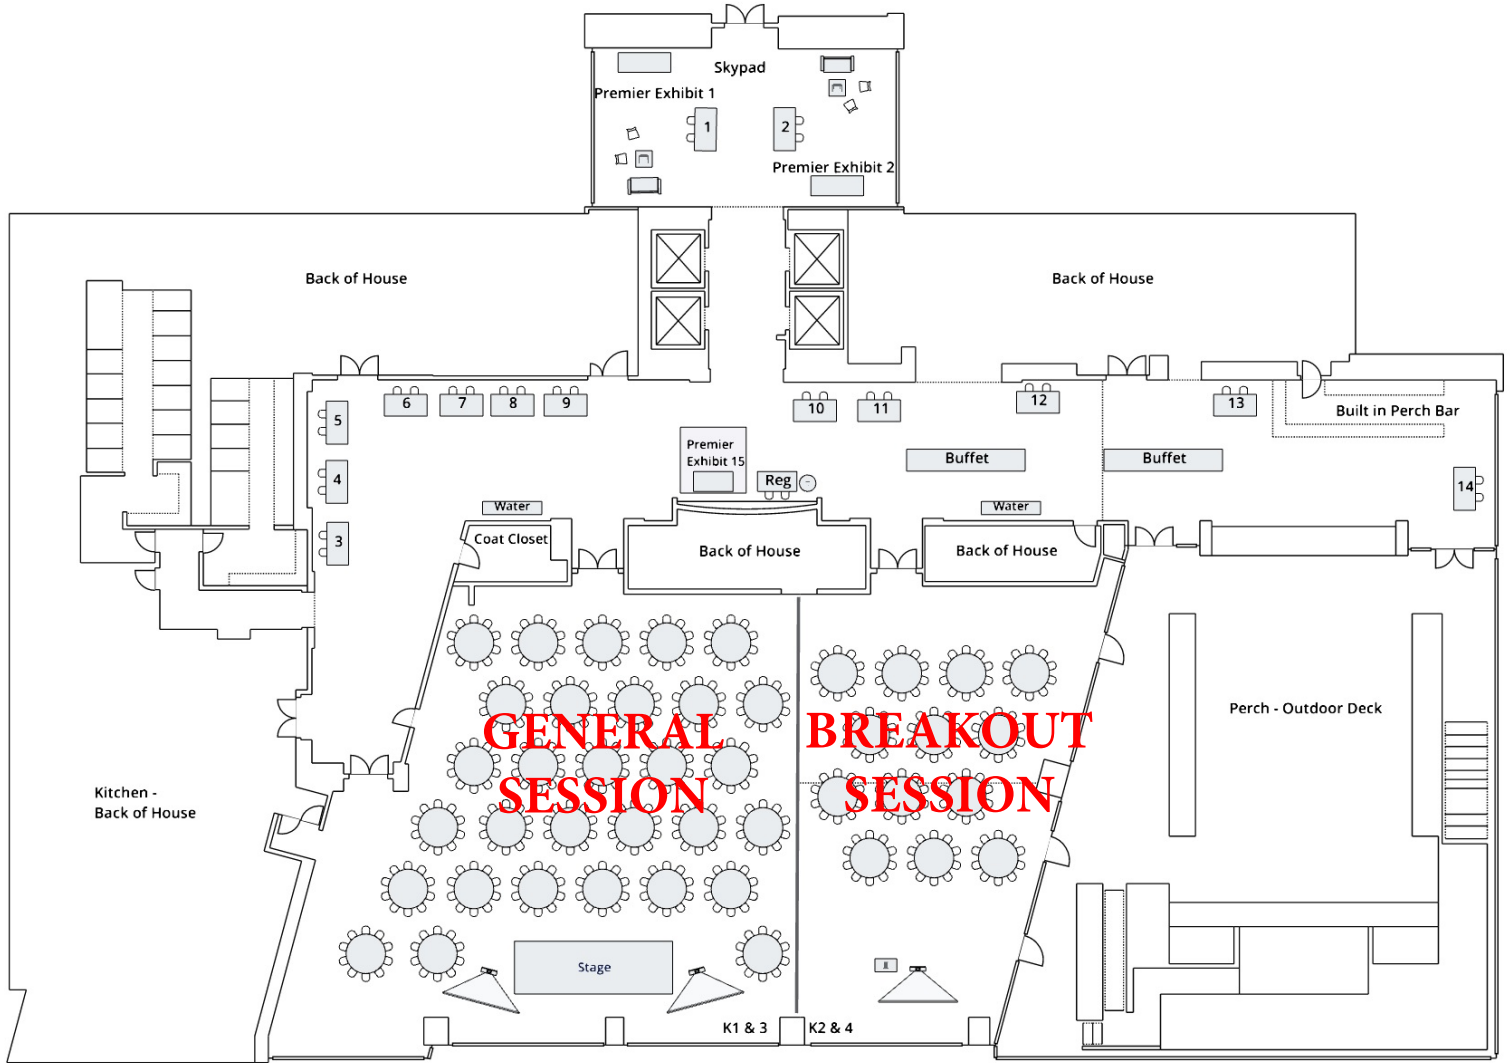 Skypad
Premier Exhibit 1
1
2
Premier Exhibit 2
Back of House
Back of House
5
6
7
8
9
10
11
12
13
Built in Perch Bar
4
Premier
Exhibit 15
Reg
Buffet
Buffet
14
3
Water
Water
Coat Closet
Back of House
Back of House
GENERAL
SESSION
BREAKOUT
SESSION
Perch - Outdoor Deck
Kitchen -
Back of House
Stage
K1 & 3
K2 & 4